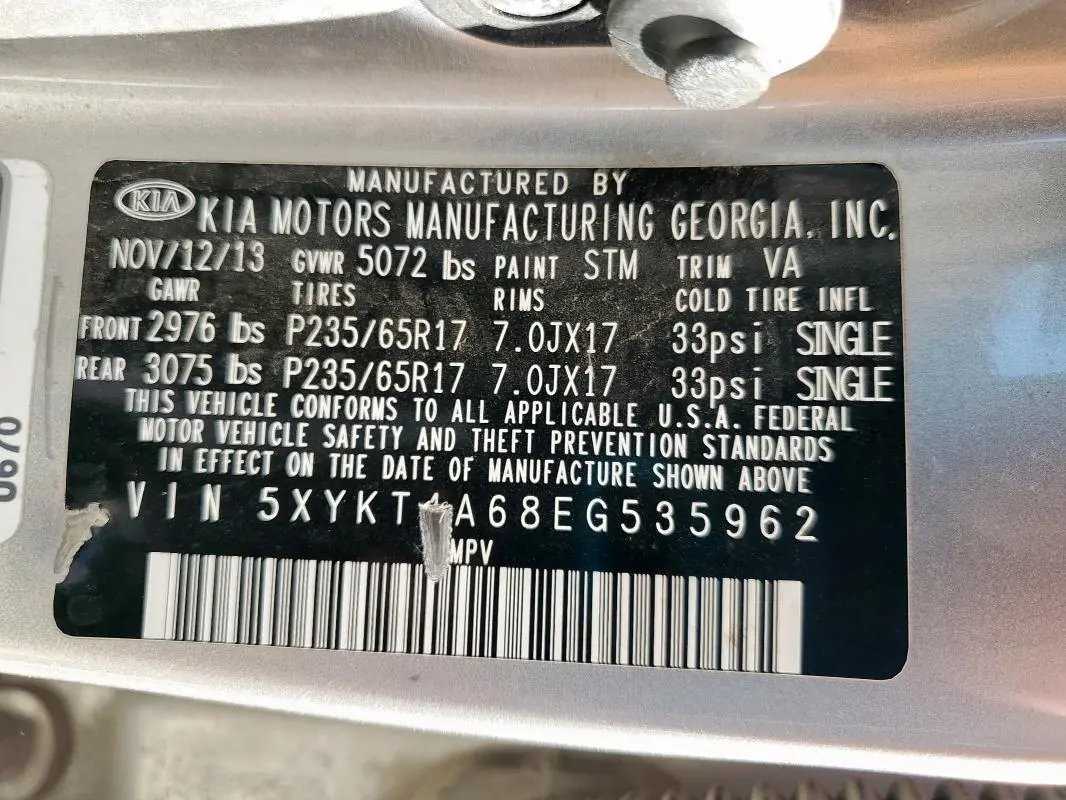 MANUFACTURED BY
KIA KIA MOTORS MANUFACTURING GEORGIA, INC.
NOV/12/13 GVWR 5072 lbs PAINT STM TRIM VA
GAWR TIRES RIMS COLD TIRE INFL
FRONT 2976 lbs P235/65R17 7.0JX17 33psi SINGLE
REAR 3075 lbs P235/65R17 7.0JX17 33psi SINGLE
THIS VEHICLE CONFORMS TO ALL APPLICABLE U.S.A. FEDERAL
MOTOR VEHICLE SAFETY AND THEFT PREVENTION STANDARDS
IN EFFECT ON THE DATE OF MANUFACTURE SHOWN ABOVE
VIN 5XYKT4A68EG535962
MPV